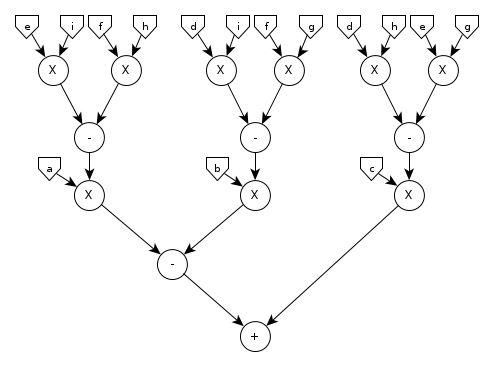 e i f h d i f g d h e g
X X X X X X
- - -
a b c
X X X
-
+